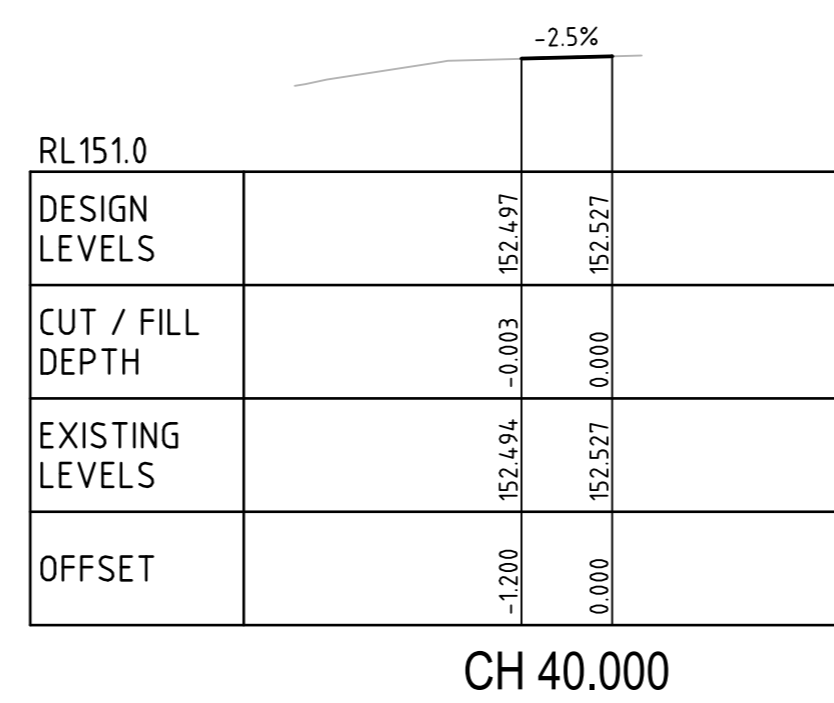 -2.5%
RL151.0
DESIGN
LEVELS
152.497
152.527
CUT / FILL
DEPTH
-0.003
0.000
EXISTING
LEVELS
152.494
152.527
OFFSET
-1.200
0.000
CH 40.000